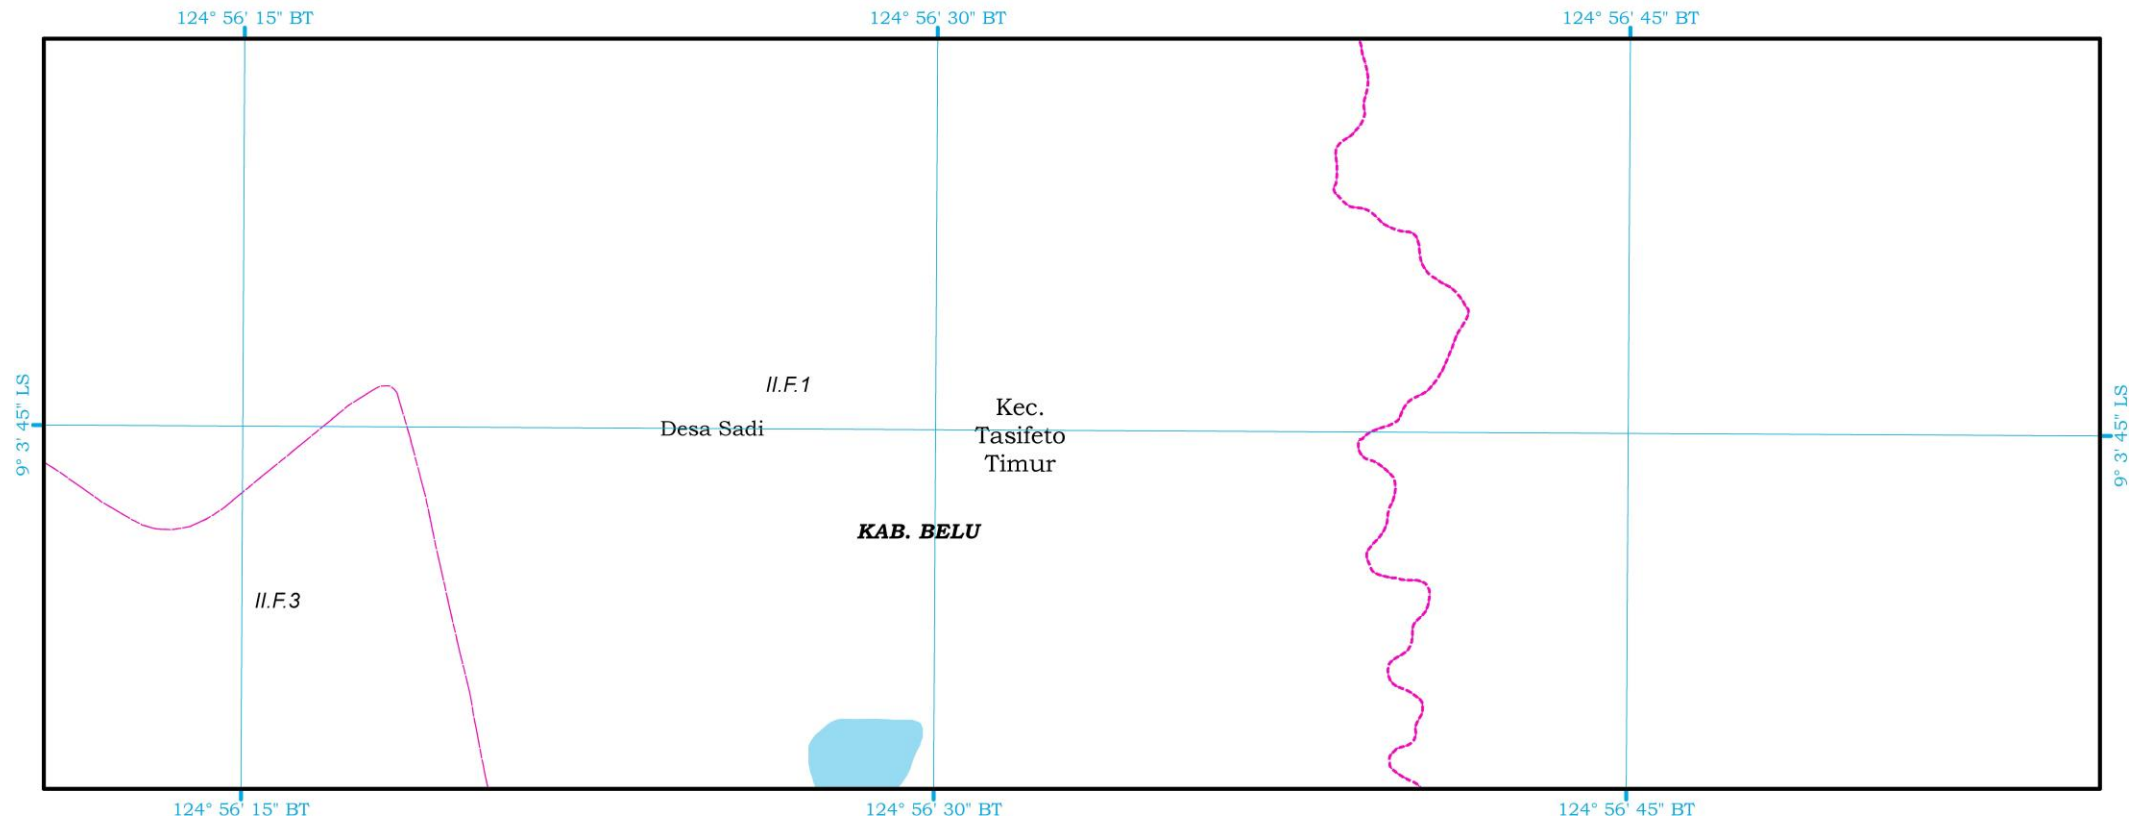 124° 56' 15" BT
124° 56' 30" BT
124° 56' 45" BT
9° 3' 45" LS
9° 3' 45" LS
II.F.1
Desa Sadi
Kec.
Tasifeto
Timur
KAB. BELU
II.F.3
124° 56' 15" BT
124° 56' 30" BT
124° 56' 45" BT